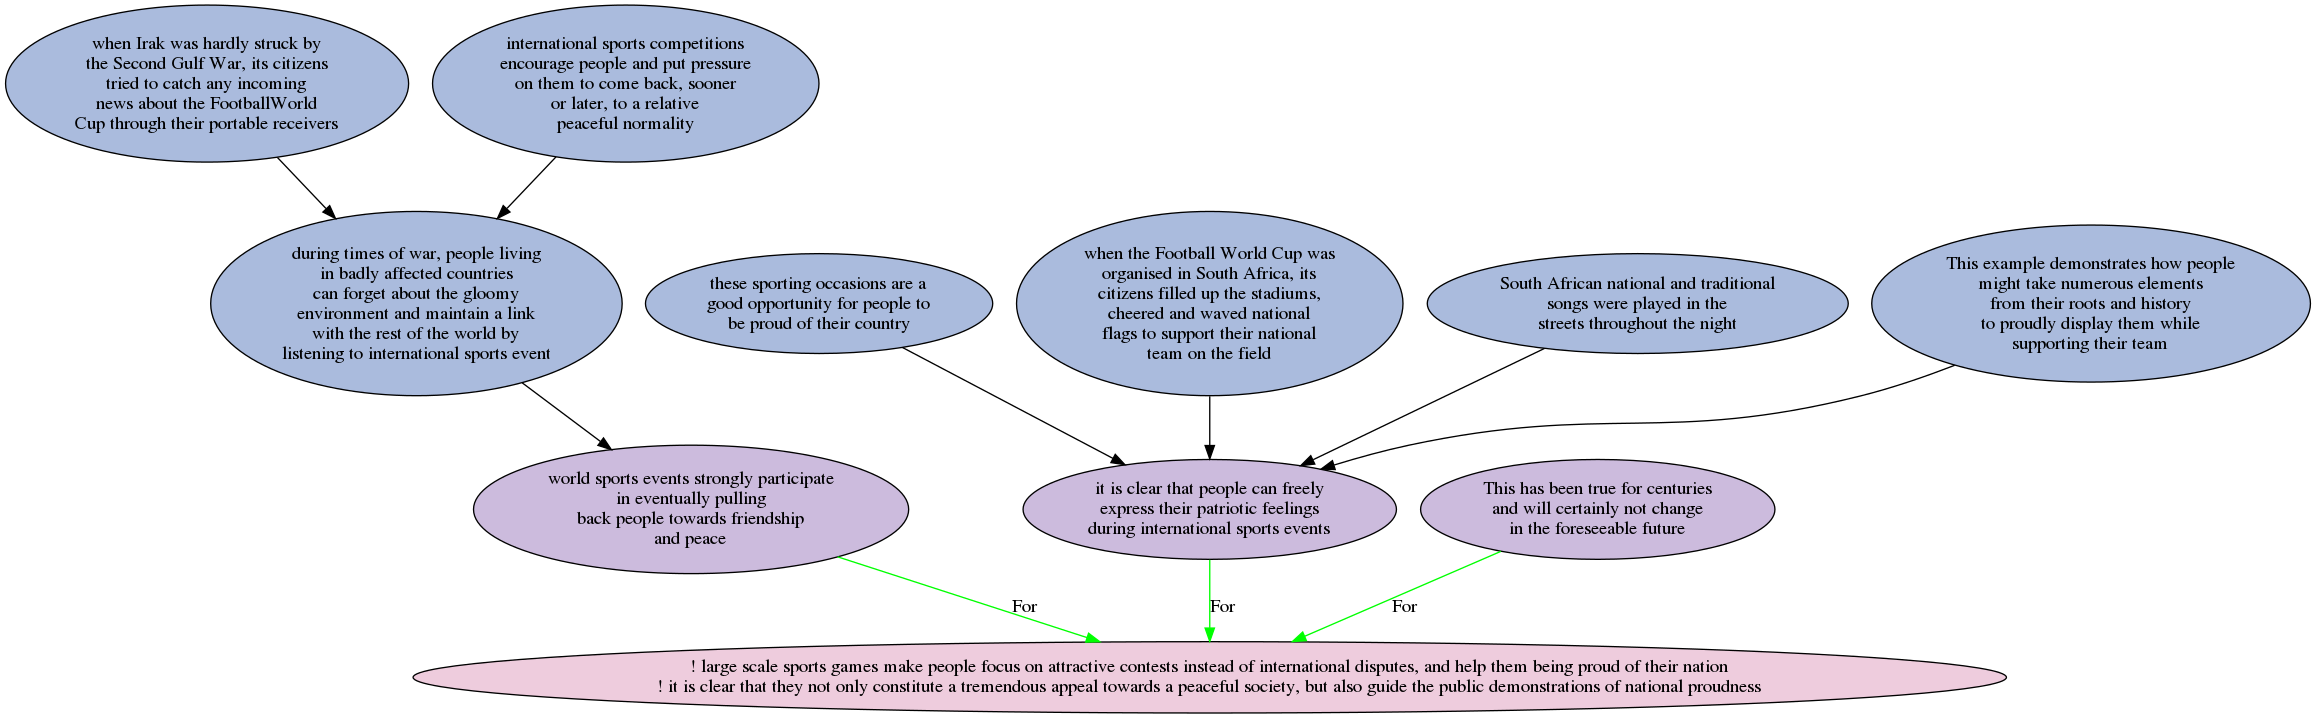 when Irak was hardly struck by
the Second Gulf War, its citizens
tried to catch any incoming
news about the FootballWorld
Cup through their portable receivers
international sports competitions
encourage people and put pressure
on them to come back, sooner
or later, to a relative
peaceful normality
during times of war, people living
in badly affected countries
can forget about the gloomy
environment and maintain a link
with the rest of the world by
listening to international sports event
these sporting occasions are a
good opportunity for people to
be proud of their country
when the Football World Cup was
organised in South Africa, its
citizens filled up the stadiums,
cheered and waved national
flags to support their national
team on the field
South African national and traditional
songs were played in the
streets throughout the night
This example demonstrates how people
might take numerous elements
from their roots and history
to proudly display them while
supporting their team
world sports events strongly participate
in eventually pulling
back people towards friendship
and peace
it is clear that people can freely
express their patriotic feelings
during international sports events
This has been true for centuries
and will certainly not change
in the foreseeable future
For
For
For
! large scale sports games make people focus on attractive contests instead of international disputes, and help them being proud of their nation
! it is clear that they not only constitute a tremendous appeal towards a peaceful society, but also guide the public demonstrations of national proudness